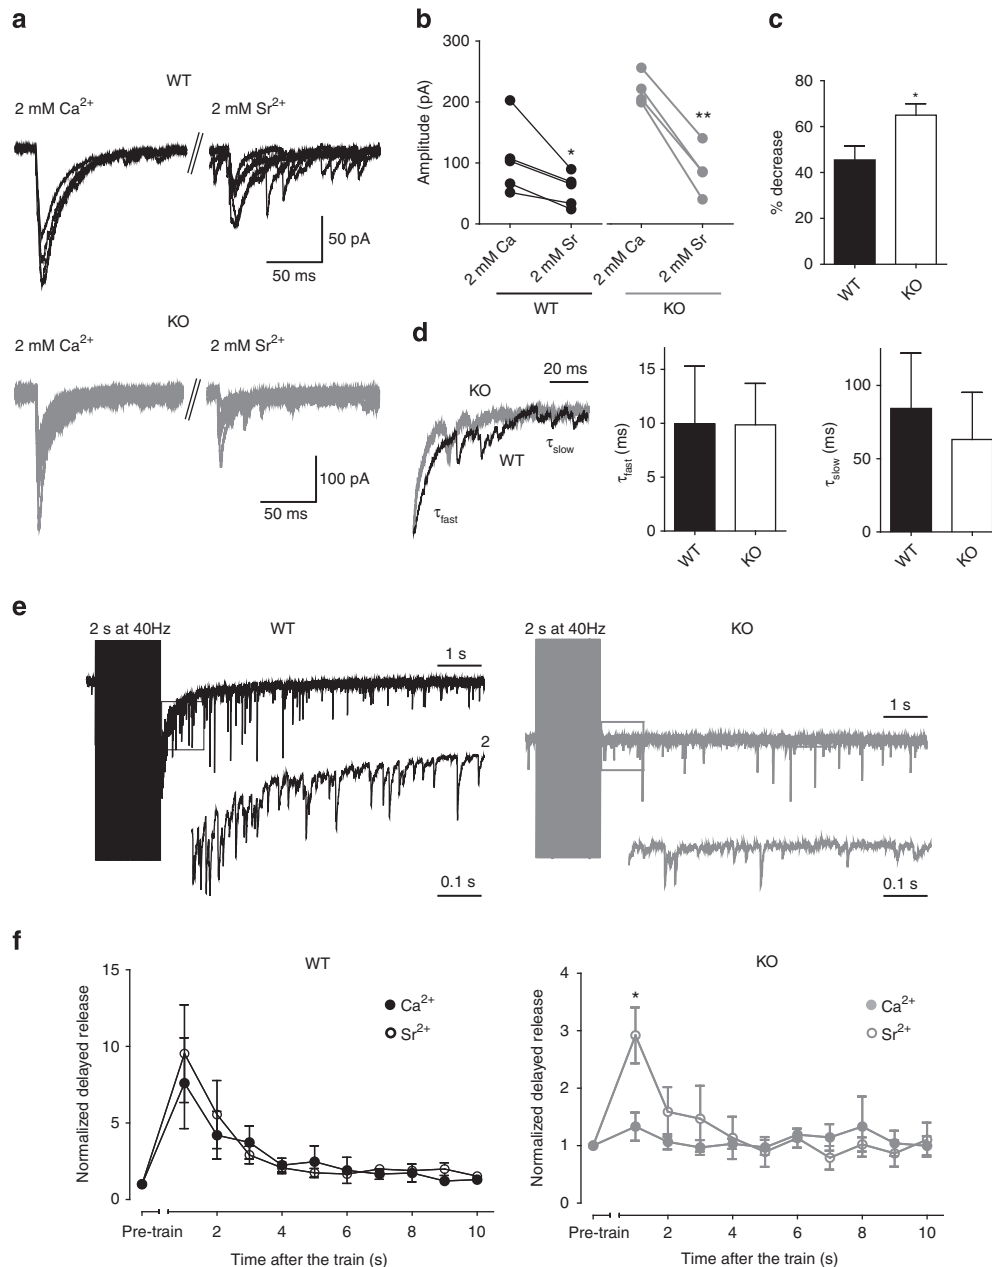 a
WT
2 mM Ca2+
2 mM Sr2+
50 pA
50 ms
KO
2 mM Ca2+
2 mM Sr2+
100 pA
50 ms
b
300
200
100
0
Amplitude (pA)
*
**
2 mM Ca
2 mM Sr
2 mM Ca
2 mM Sr
WT
KO
c
80
60
40
20
0
% decrease
*
WT
KO
d
20 ms
KO
WT
τslow
τfast
15
10
5
0
τfast (ms)
WT
KO
100
50
0
τslow (ms)
WT
KO
e
2 s at 40Hz
WT
1 s
2
0.1 s
2 s at 40Hz
KO
1 s
0.1 s
f
WT
15
10
5
0
Normalized delayed release
Ca2+
Sr2+
Pre-train
2
4
6
8
10
Time after the train (s)
KO
4
3
2
1
0
Normalized delayed release
*
Ca2+
Sr2+
Pre-train
2
4
6
8
10
Time after the train (s)